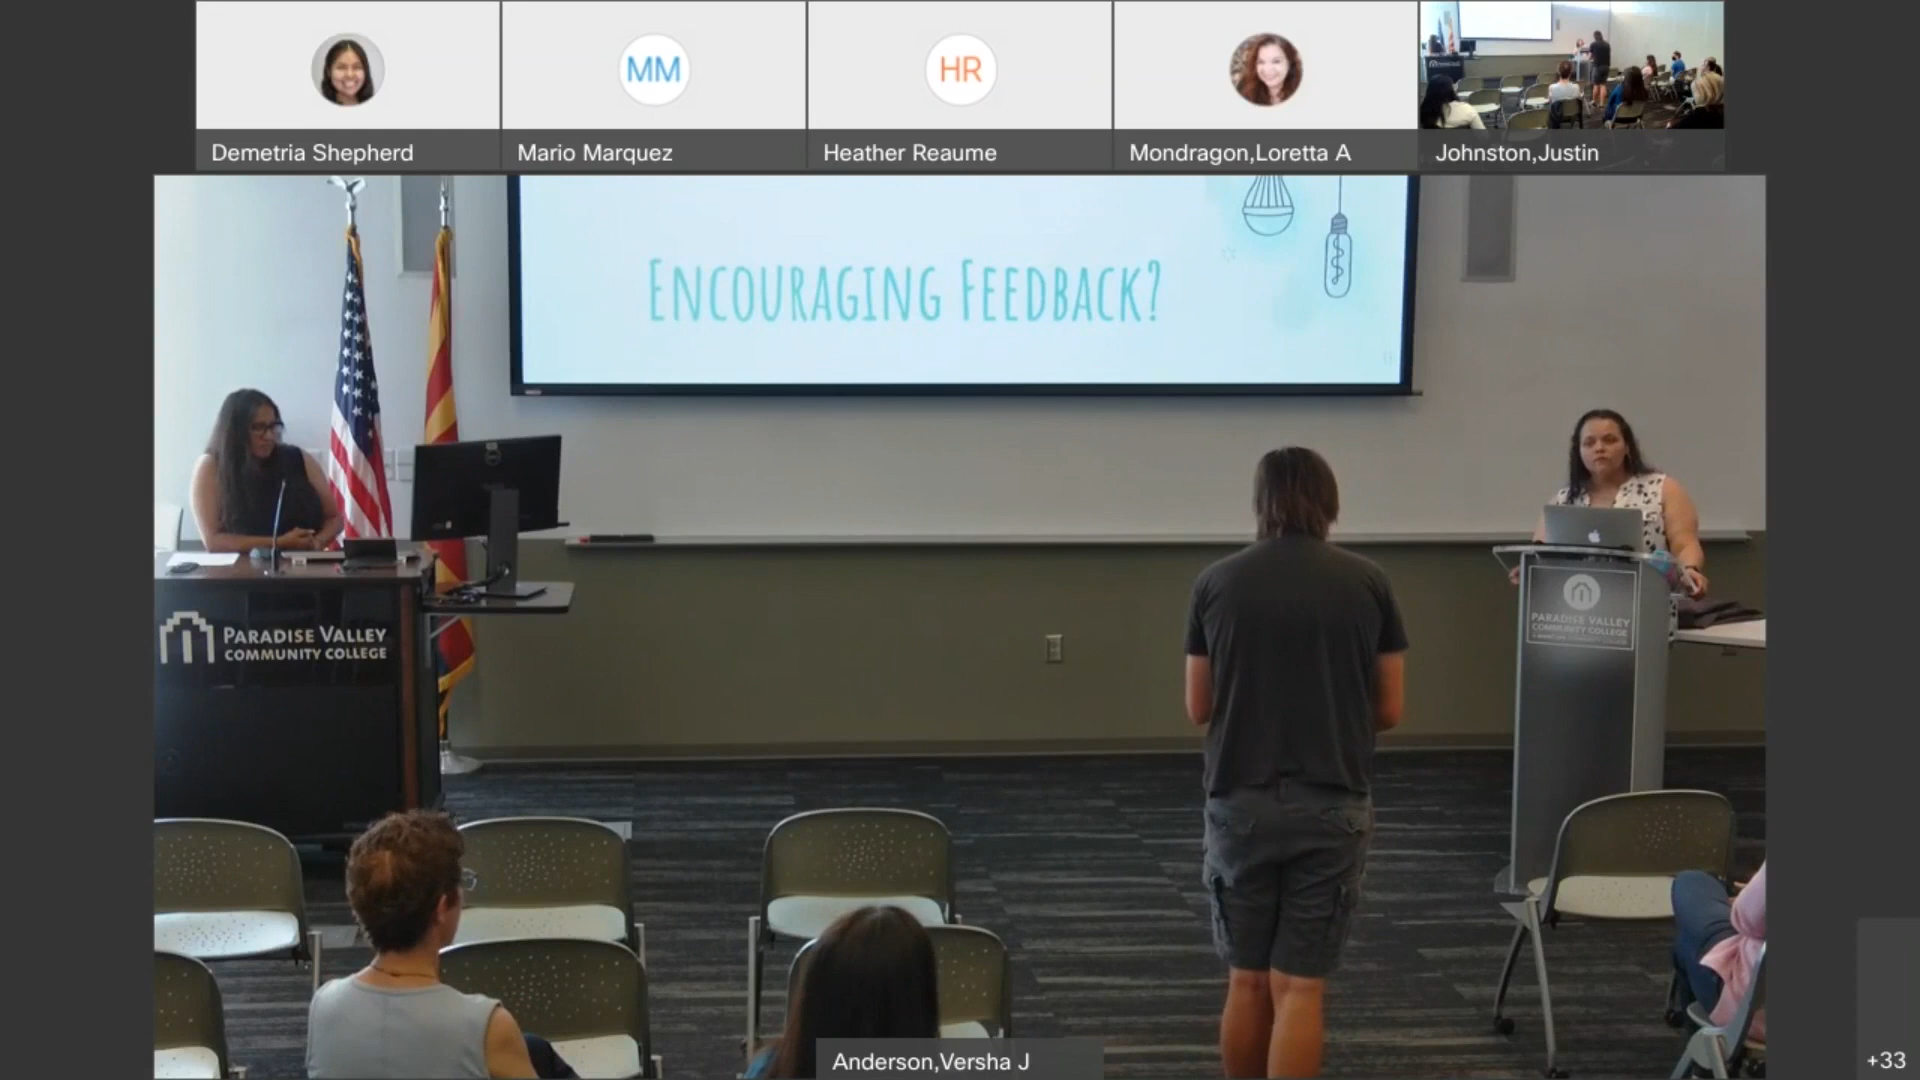 MM
HR
Demetria Shepherd
Mario Marquez
Heather Reaume
Mondragon,Loretta A
Johnston,Justin
ENCOURAGING FEEDBACK?
PARADISE VALLEY
COMMUNITY COLLEGE
PARADISE VALLEY
COMMUNITY COLLEGE
Anderson,Versha J
+33